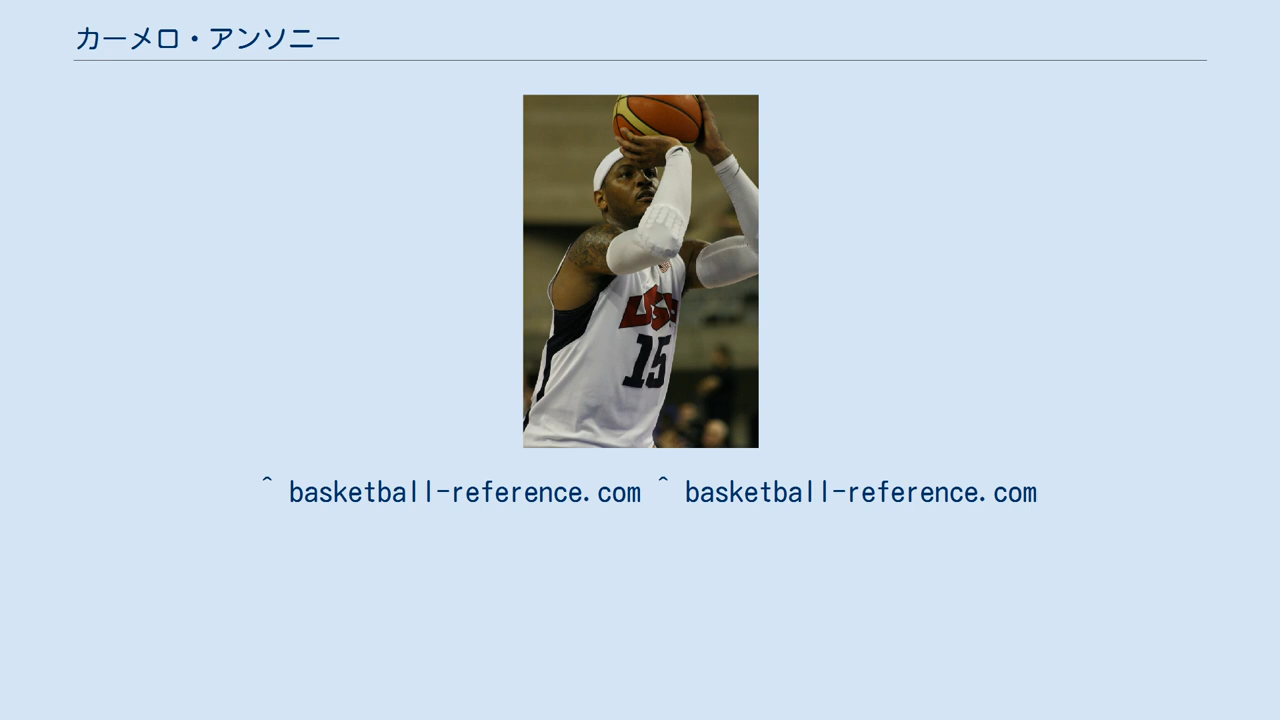 カーメロ・アンソニー
USA
15
^ basketball-reference.com ^ basketball-reference.com